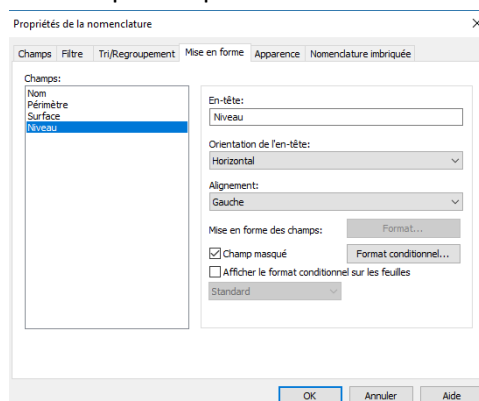 Propriétés de la nomenclature
Champs Filtre Tri/Regroupement Mise en forme Apparence Nomenclature imbriquée
Champs:
Nom
Périmètre
Surface
Niveau
En-tête:
Niveau
Orientation de l'en-tête:
Horizontal
Alignement:
Gauche
Mise en forme des champs: Format...
Champ masqué Format conditionnel...
Afficher le format conditionnel sur les feuilles
Standard
OK Annuler Aide